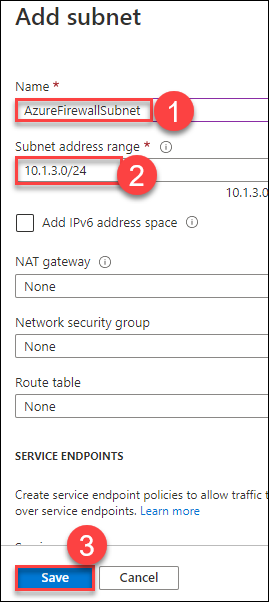 Add subnet
Name *
AzureFirewallSubnet
1
Subnet address range *
10.1.3.0/24
2
10.1.3.0
Add IPv6 address space
NAT gateway
None
Network security group
None
Route table
None
SERVICE ENDPOINTS
Create service endpoint policies to allow traffic t
over service endpoints. Learn more
3
Save
Cancel